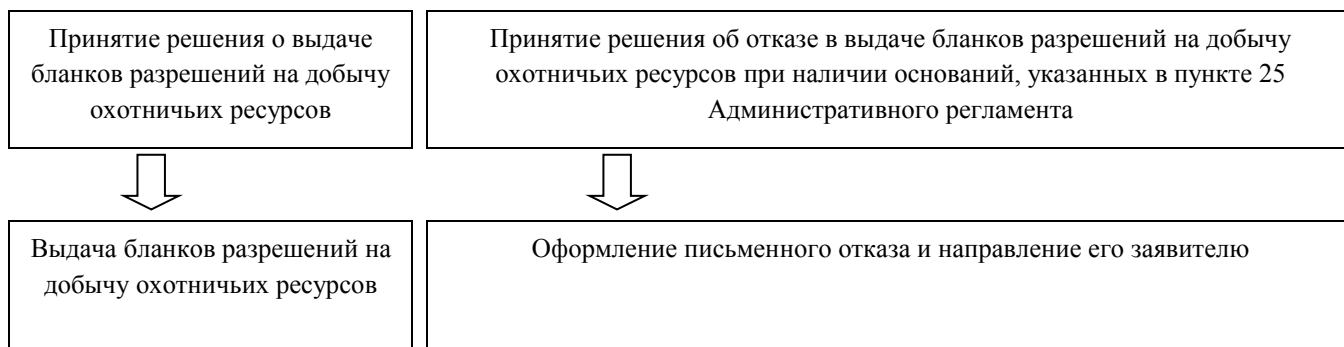 Принятие решения о выдаче
бланков разрешений на добычу
охотничьих ресурсов
Принятие решения об отказе в выдаче бланков разрешений на добычу
охотничьих ресурсов при наличии оснований, указанных в пункте 25
Административного регламента
Выдача бланков разрешений на
добычу охотничьих ресурсов
Оформление письменного отказа и направление его заявителю